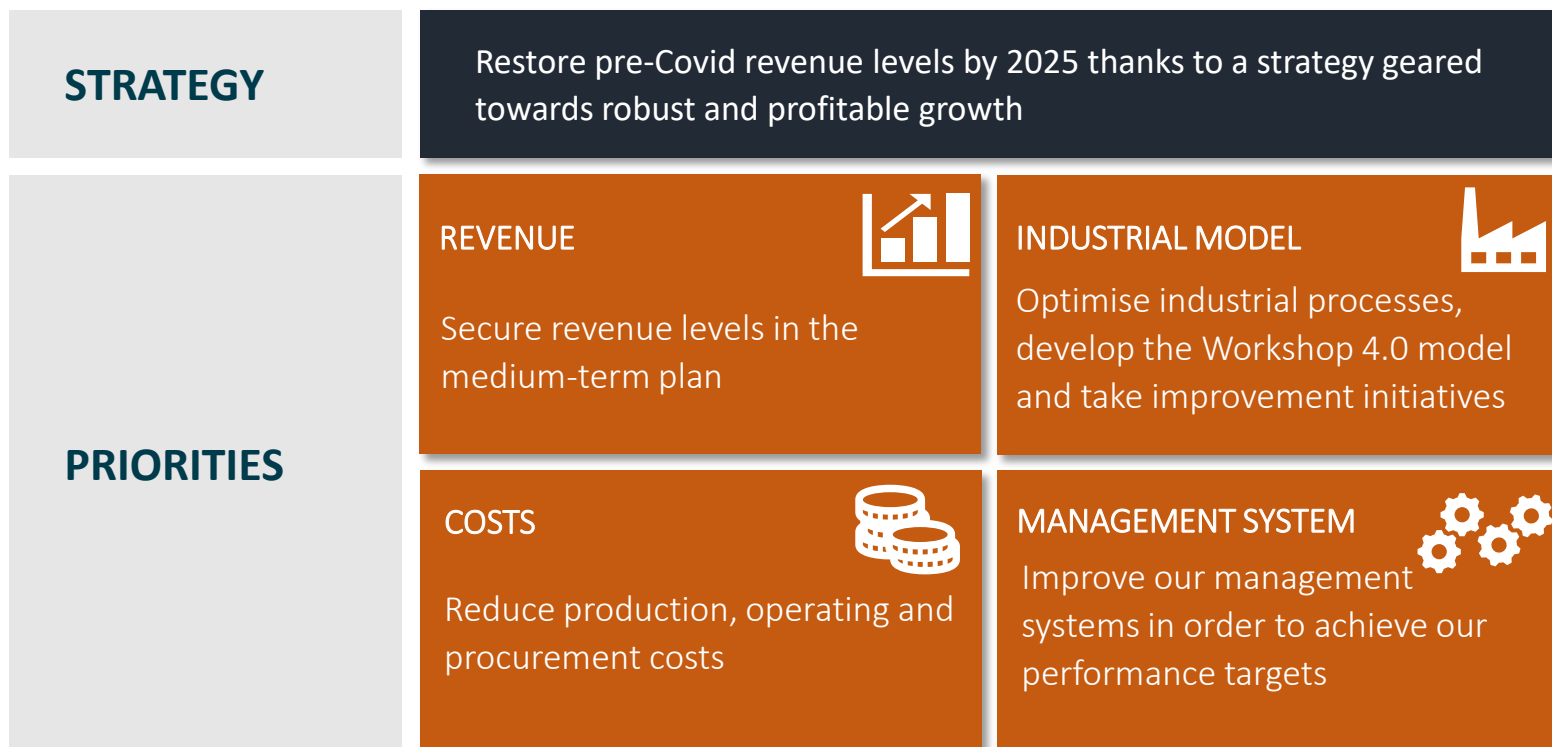 STRATEGY
Restore pre-Covid revenue levels by 2025 thanks to a strategy geared
towards robust and profitable growth
PRIORITIES
REVENUE
Secure revenue levels in the
medium-term plan
INDUSTRIAL MODEL
Optimise industrial processes,
develop the Workshop 4.0 model
and take improvement initiatives
COSTS
Reduce production, operating and
procurement costs
MANAGEMENT SYSTEM
Improve our management
systems in order to achieve our
performance targets